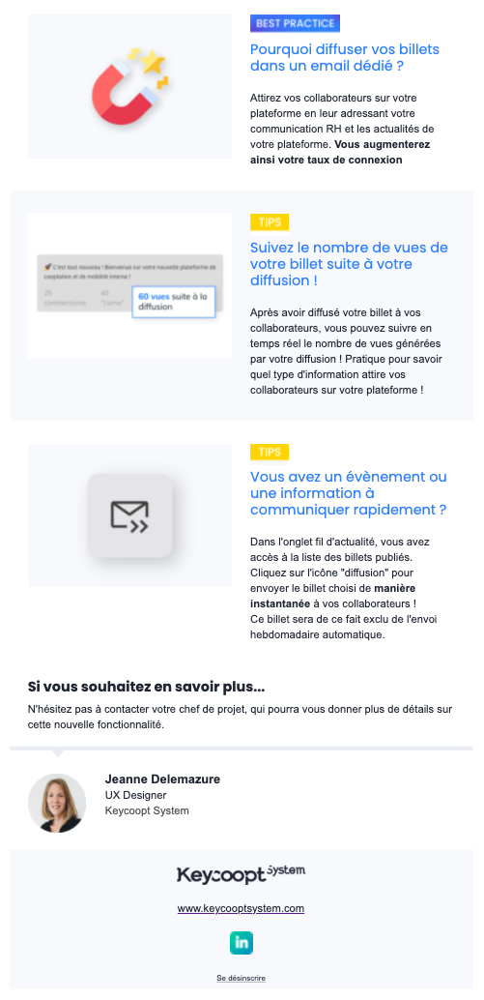 BEST PRACTICE
Pourquoi diffuser vos billets
dans un email dédié ?
Attirez vos collaborateurs sur votre
plateforme en leur adressant votre
communication RH et les actualités de
votre plateforme. Vous augmenterez
ainsi votre taux de connexion
TIPS
Suivez le nombre de vues de
votre billet suite à votre
diffusion !
🚀 C'est tout nouveau ! Bienvenue sur votre nouvelle plateforme de
cooptation et de mobilité interne !
commentaires
"j'aime"
60 vues suite à la
diffusion
Après avoir diffusé votre billet à vos
collaborateurs, vous pouvez suivre en
temps réel le nombre de vues générées
par votre diffusion ! Pratique pour savoir
quel type d'information attire vos
collaborateurs sur votre plateforme !
TIPS
Vous avez un évènement ou
une information à
communiquer rapidement ?
Dans l'onglet fil d'actualité, vous avez
accès à la liste des billets publiés.
Cliquez sur l'icône "diffusion" pour
envoyer le billet choisi de manière
instantanée à vos collaborateurs !
Ce billet sera de ce fait exclu de l'envoi
hebdomadaire automatique.
Si vous souhaitez en savoir plus...
N'hésitez pas à contacter votre chef de projet, qui pourra vous donner plus de détails sur
cette nouvelle fonctionnalité.
Jeanne Delemazure
UX Designer
Keycoopt System
Keycoopt System
www.keycooptsystem.com
in
Se désinscrire